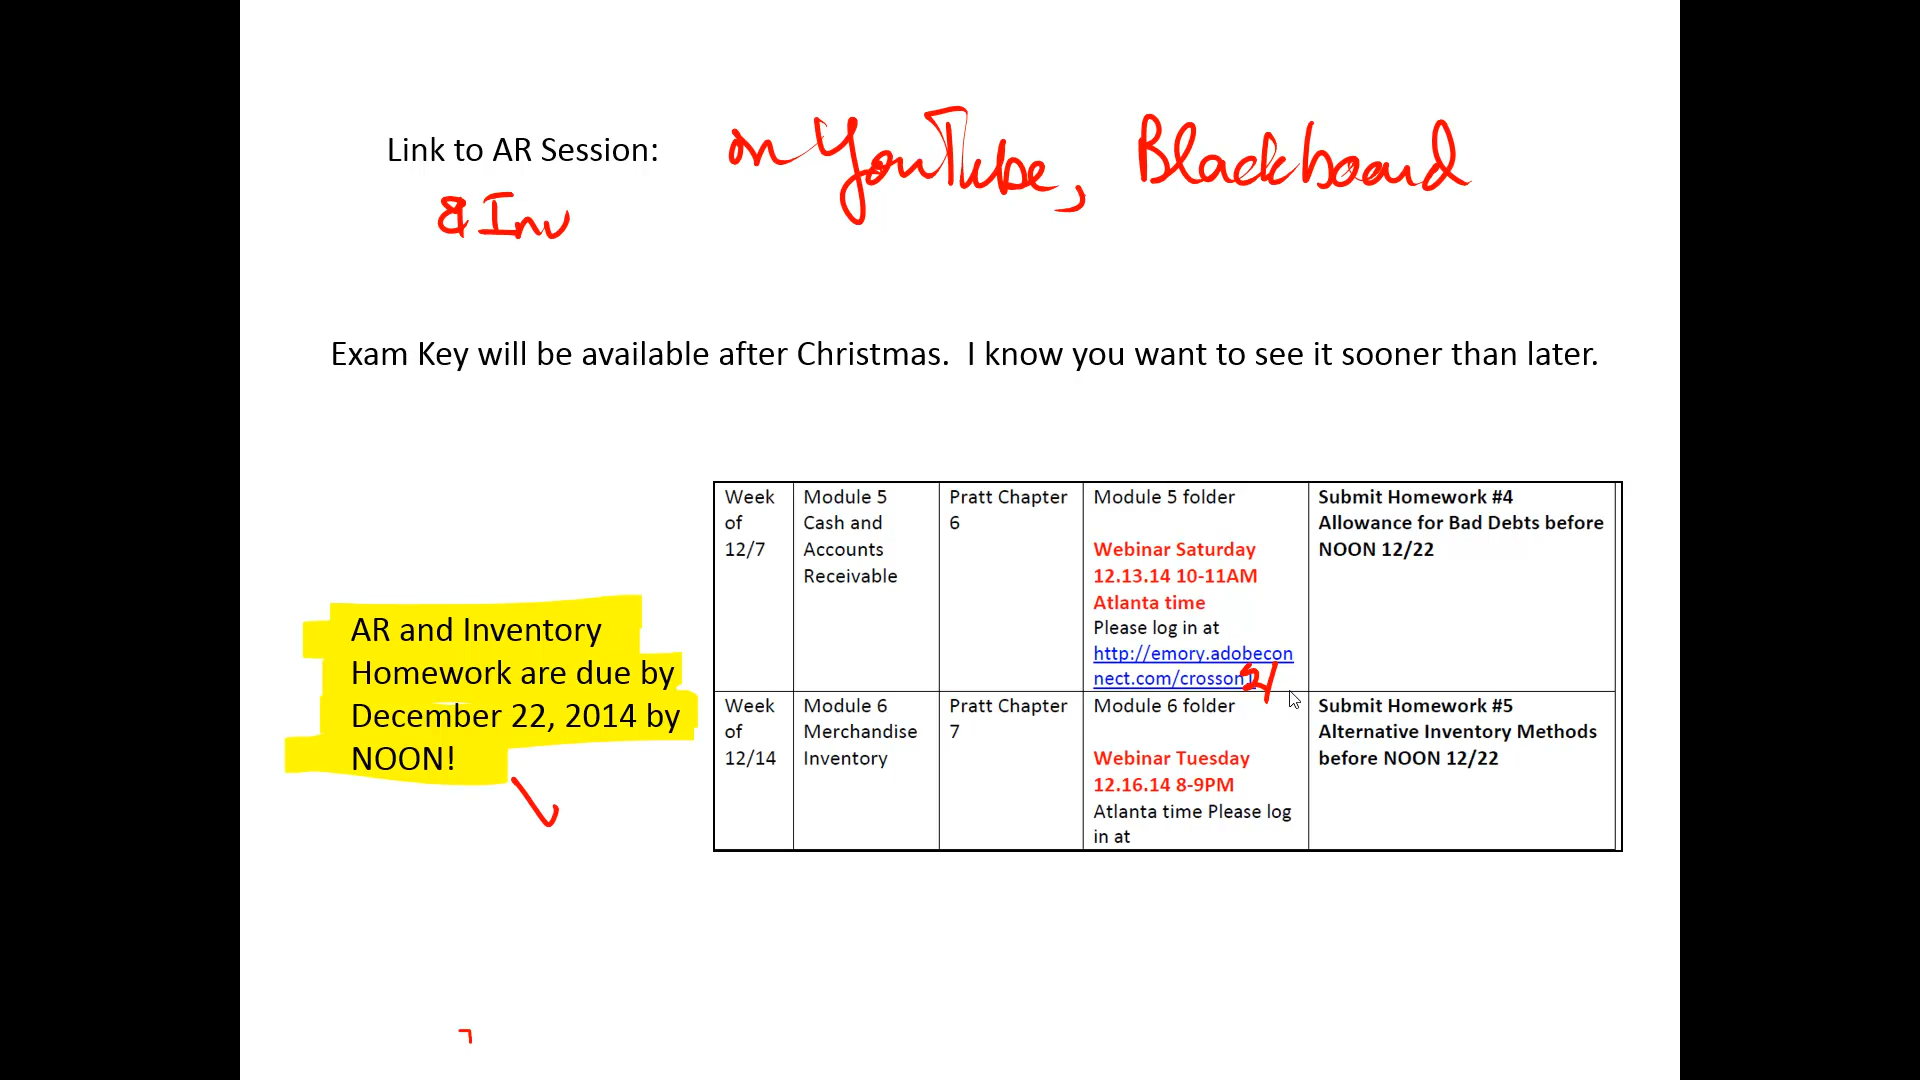 Link to AR Session: on YouTube, Blackboard
& Inv
Exam Key will be available after Christmas.  I know you want to see it sooner than later.
AR and Inventory
Homework are due by
December 22, 2014 by
NOON!
Week
of
12/7
Module 5
Cash and
Accounts
Receivable
Pratt Chapter
6
Module 5 folder
Webinar Saturday
12.13.14 10-11AM
Atlanta time
Please log in at
http://emory.adobecon
nect.com/crosson
Submit Homework #4
Allowance for Bad Debts before
NOON 12/22
Week
of
12/14
Module 6
Merchandise
Inventory
Pratt Chapter
7
Module 6 folder
Webinar Tuesday
12.16.14 8-9PM
Atlanta time Please log
in at
Submit Homework #5
Alternative Inventory Methods
before NOON 12/22